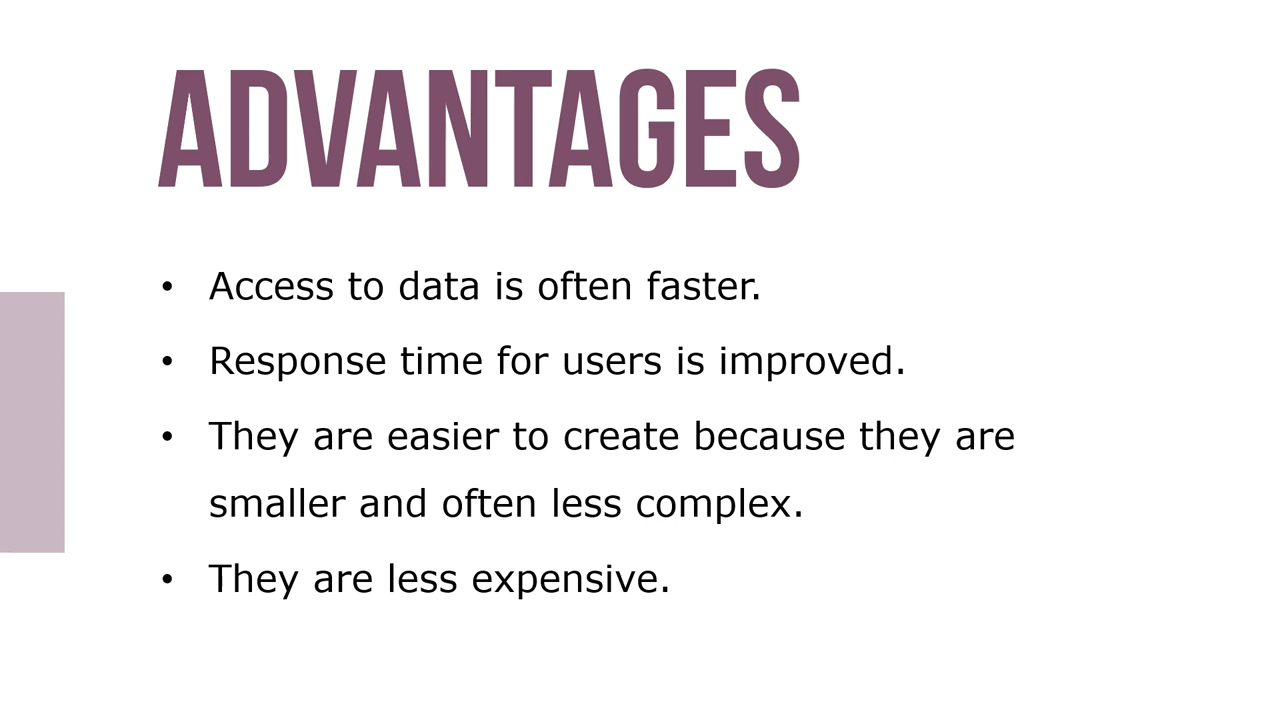 ADVANTAGES
• Access to data is often faster.
• Response time for users is improved.
• They are easier to create because they are
smaller and often less complex.
• They are less expensive.